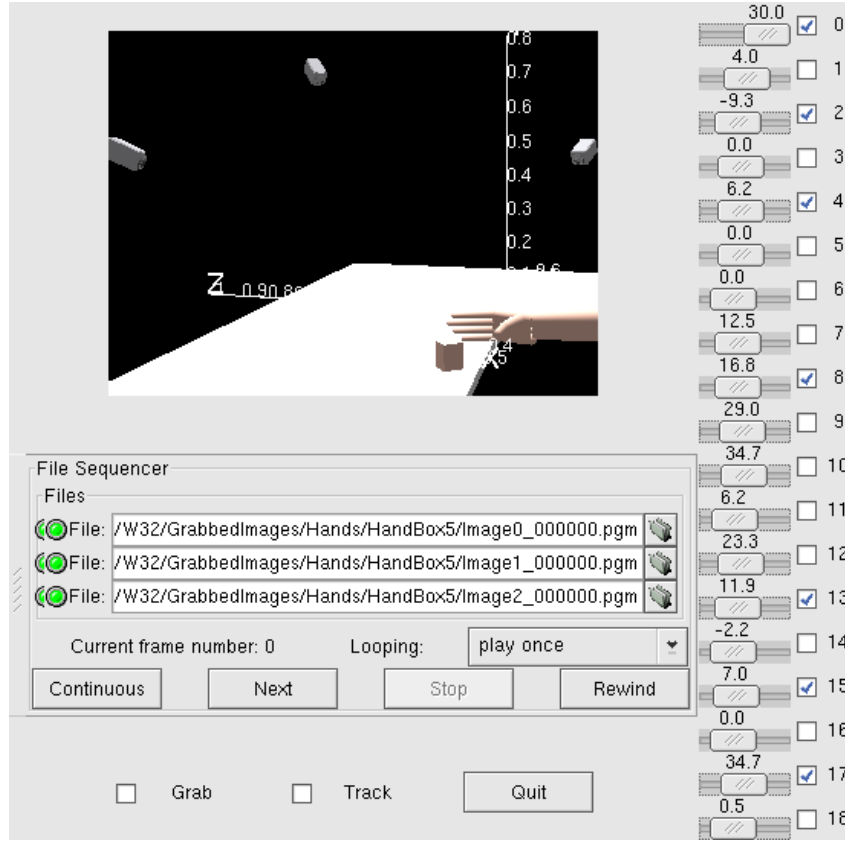 30.0 0
4.0 1
-9.3 2
0.0 3
6.2 4
0.0 5
0.0 6
12.5 7
16.8 8
29.0 9
34.7 10
6.2 11
23.3 12
11.9 13
-2.2 14
7.0 15
0.0 16
34.7 17
0.5 18
0.8
0.7
0.6
0.5
0.4
0.3
0.2
Z
File Sequencer
Files
File: /W32/GrabbedImages/Hands/HandBox5/Image0_000000.pgm
File: /W32/GrabbedImages/Hands/HandBox5/Image1_000000.pgm
File: /W32/GrabbedImages/Hands/HandBox5/Image2_000000.pgm
Current frame number: 0 Looping: play once
Continuous Next Stop Rewind
Grab Track Quit